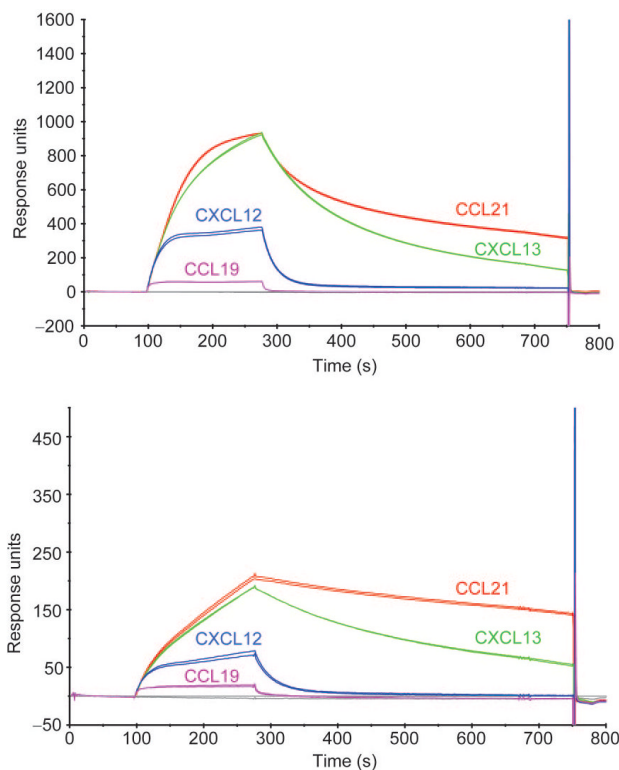 1600
1400
1200
1000
800
600
400
200
0
−200
Response units
CXCL12
CCL21
CCL19
CXCL13
0 100 200 300 400 500 600 700 800
Time (s)
450
350
250
150
50
−50
Response units
CCL21
CXCL12
CXCL13
CCL19
0 100 200 300 400 500 600 700 800
Time (s)